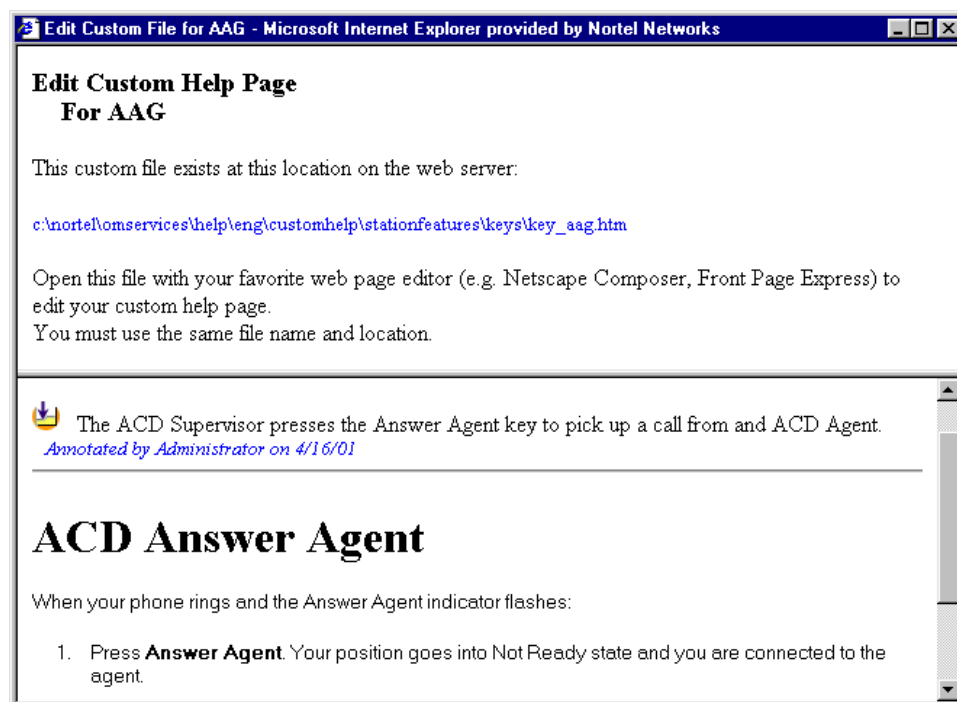 Edit Custom File for AAG - Microsoft Internet Explorer provided by Nortel Networks
Edit Custom Help Page
For AAG
This custom file exists at this location on the web server:
c:\nortel\omservices\help\eng\customhelp\stationfeatures\keys\key_aag.htm
Open this file with your favorite web page editor (e.g. Netscape Composer, Front Page Express) to
edit your custom help page.
You must use the same file name and location.
The ACD Supervisor presses the Answer Agent key to pick up a call from and ACD Agent.
Annotated by Administrator on 4/16/01
ACD Answer Agent
When your phone rings and the Answer Agent indicator flashes:
1. Press Answer Agent. Your position goes into Not Ready state and you are connected to the
agent.